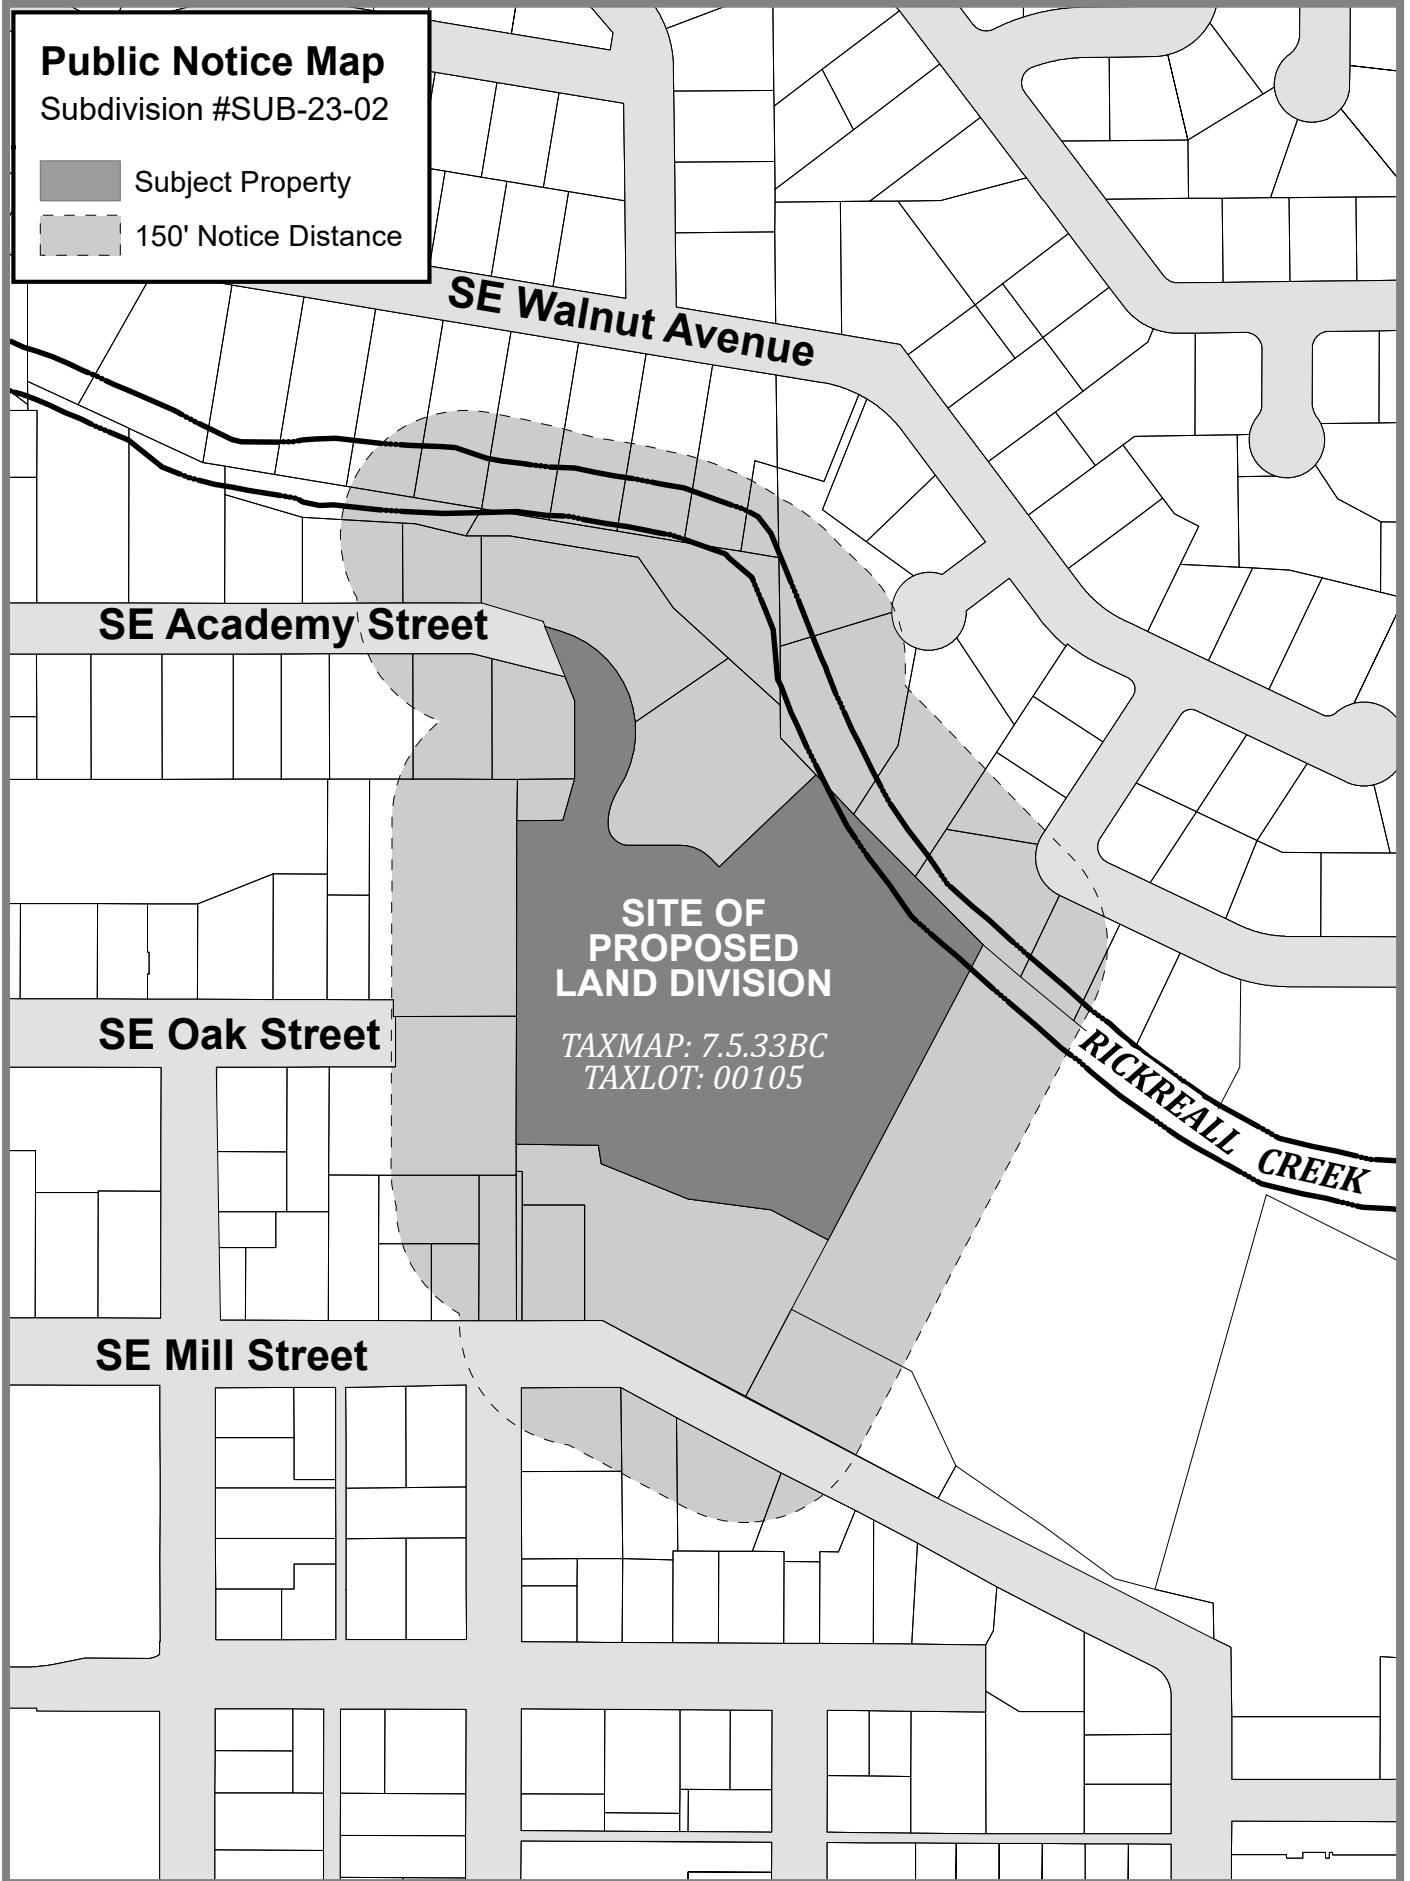 Public Notice Map
Subdivision #SUB-23-02
Subject Property
150' Notice Distance
SE Walnut Avenue
SE Academy Street
SITE OF
PROPOSED
LAND DIVISION
TAXMAP: 7.5.33BC
TAXLOT: 00105
SE Oak Street
RICKREALL CREEK
SE Mill Street